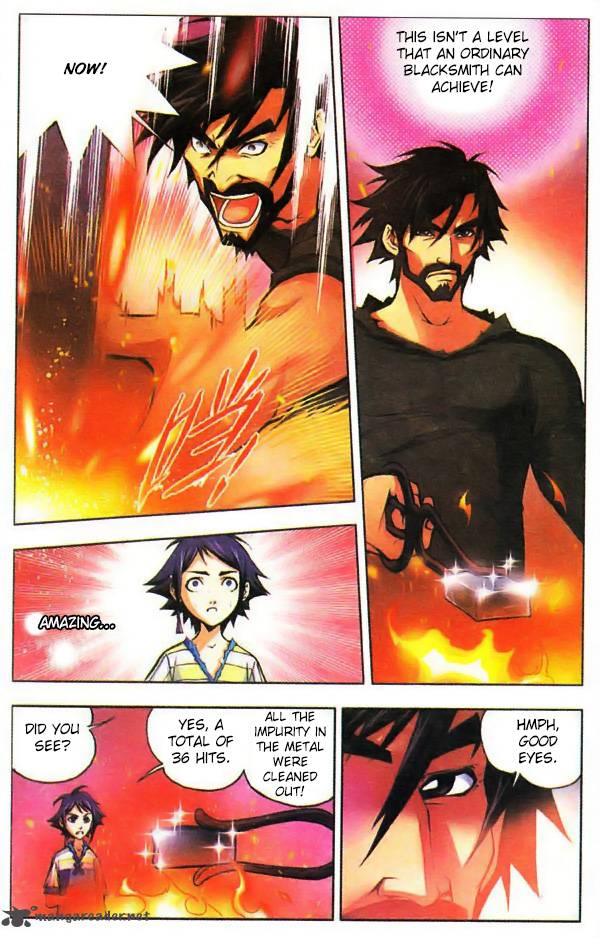 NOW!
THIS ISN'T A LEVEL
THAT AN ORDINARY
BLACKSMITH CAN
ACHIEVE!
AMAZING...
DID YOU
SEE?
YES, A
TOTAL OF
36 HITS.
ALL THE
IMPURITY IN
THE METAL
WERE
CLEANED
OUT!
HMPH,
GOOD
EYES.
mangareader.net